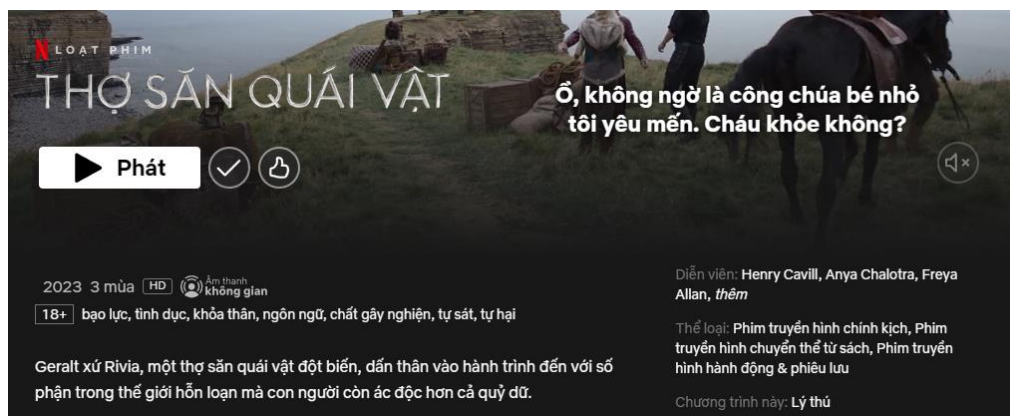 N LOẠT PHIM
THỢ SĂN QUÁI VẬT
Ồ, không ngờ là công chúa bé nhỏ
tôi yêu mến. Cháu khỏe không?
Phát
2023 3 mùa HD Âm thanh
không gian
18+ bạo lực, tình dục, khỏa thân, ngôn ngữ, chất gây nghiện, tự sát, tự hại
Geralt xứ Rivia, một thợ săn quái vật đột biến, dấn thân vào hành trình đến với số
phận trong thế giới hỗn loạn mà con người còn ác độc hơn cả quỷ dữ.
Diễn viên: Henry Cavill, Anya Chalotra, Freya
Allan, thêm
Thể loại: Phim truyền hình chính kịch, Phim
truyền hình chuyển thể từ sách, Phim truyền
hình hành động & phiêu lưu
Chương trình này: Lý thú